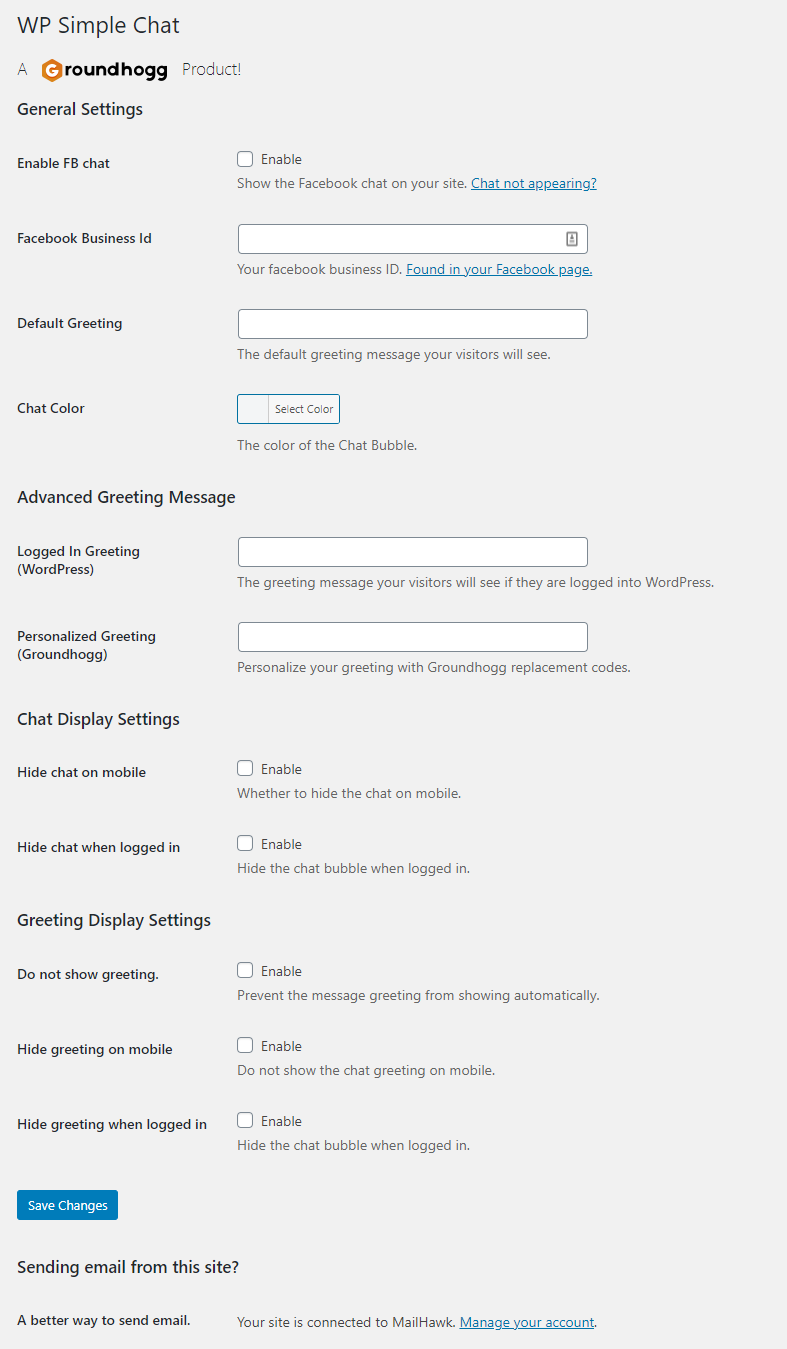 WP Simple Chat
A Groundhogg Product!
General Settings
Enable FB chat
Enable
Show the Facebook chat on your site. Chat not appearing?
Facebook Business Id
Your facebook business ID. Found in your Facebook page.
Default Greeting
The default greeting message your visitors will see.
Chat Color
Select Color
The color of the Chat Bubble.
Advanced Greeting Message
Logged In Greeting
(WordPress)
The greeting message your visitors will see if they are logged into WordPress.
Personalized Greeting
(Groundhogg)
Personalize your greeting with Groundhogg replacement codes.
Chat Display Settings
Hide chat on mobile
Enable
Whether to hide the chat on mobile.
Hide chat when logged in
Enable
Hide the chat bubble when logged in.
Greeting Display Settings
Do not show greeting.
Enable
Prevent the message greeting from showing automatically.
Hide greeting on mobile
Enable
Do not show the chat greeting on mobile.
Hide greeting when logged in
Enable
Hide the chat bubble when logged in.
Save Changes
Sending email from this site?
A better way to send email.
Your site is connected to MailHawk. Manage your account.